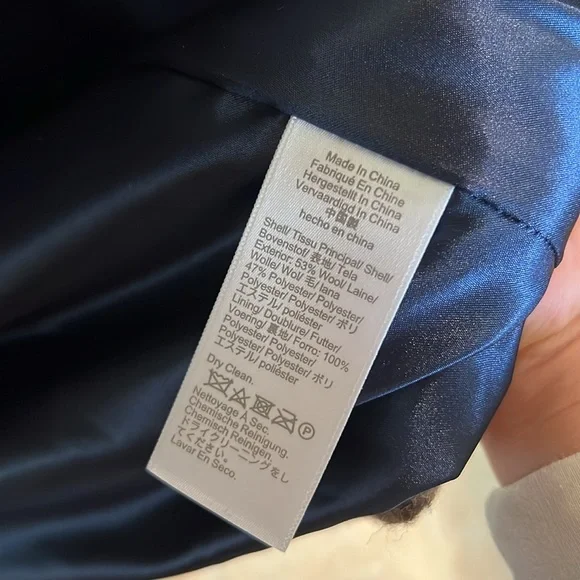 Made In China
Fabriqué En Chine
Hergestellt In China
Vervaardigd In China
中国製
hecho en china
Shell/ Tissu Principal/ Shell/
Bovenstof/ 表地/ Tela
Exterior: 53% Wool/ Laine/
Wolle/ Wol/ 毛/ lana
47% Polyester/ Polyester/
Polyester/ Polyester/ ポリ
エステル/ poliéster
Lining/ Doublure/ Futter/
Voering/ 裏地/ Forro: 100%
Polyester/ Polyester/
Polyester/ Polyester/ ポリ
エステル/ poliéster
Dry Clean.
P
Nettoyage À Sec.
Chemische Reinigung.
Chemisch Reinigen.
ドライクリーニングをし
てください。
Lavar En Seco.